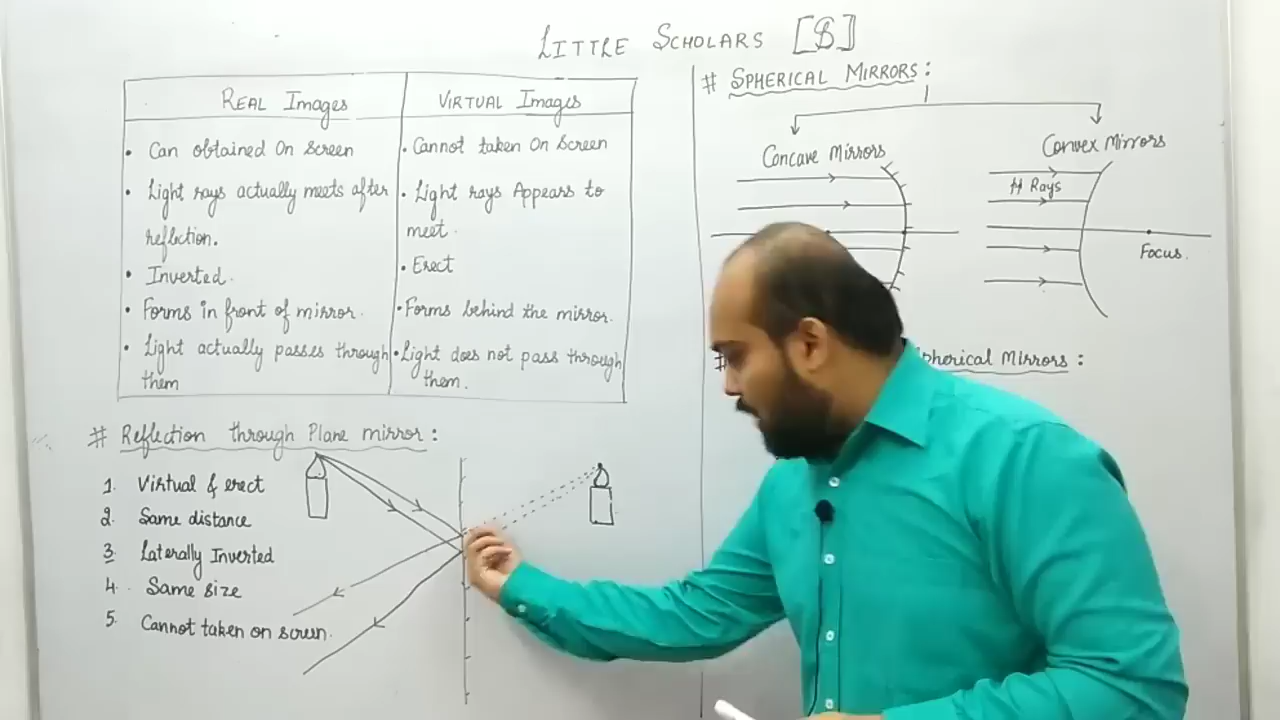 LITTLE SCHOLARS [$]
REAL Images
• Can obtained On Screen
• Light rays actually meets after
reflection.
• Inverted.
• Forms in front of mirror.
• Light actually passes through
them
VIRTUAL Images
• Cannot taken On Screen
• Light rays Appears to
meet.
• Erect
• Forms behind the mirror.
• Light does not pass through
them.
# Reflection through Plane mirror:
1. Virtual & erect
2. Same distance
3. Laterally Inverted
4. Same size
5. Cannot taken on screen.
# SPHERICAL MIRRORS:
Concave Mirrors
Convex Mirrors
Rays
Focus.
# Spherical Mirrors: